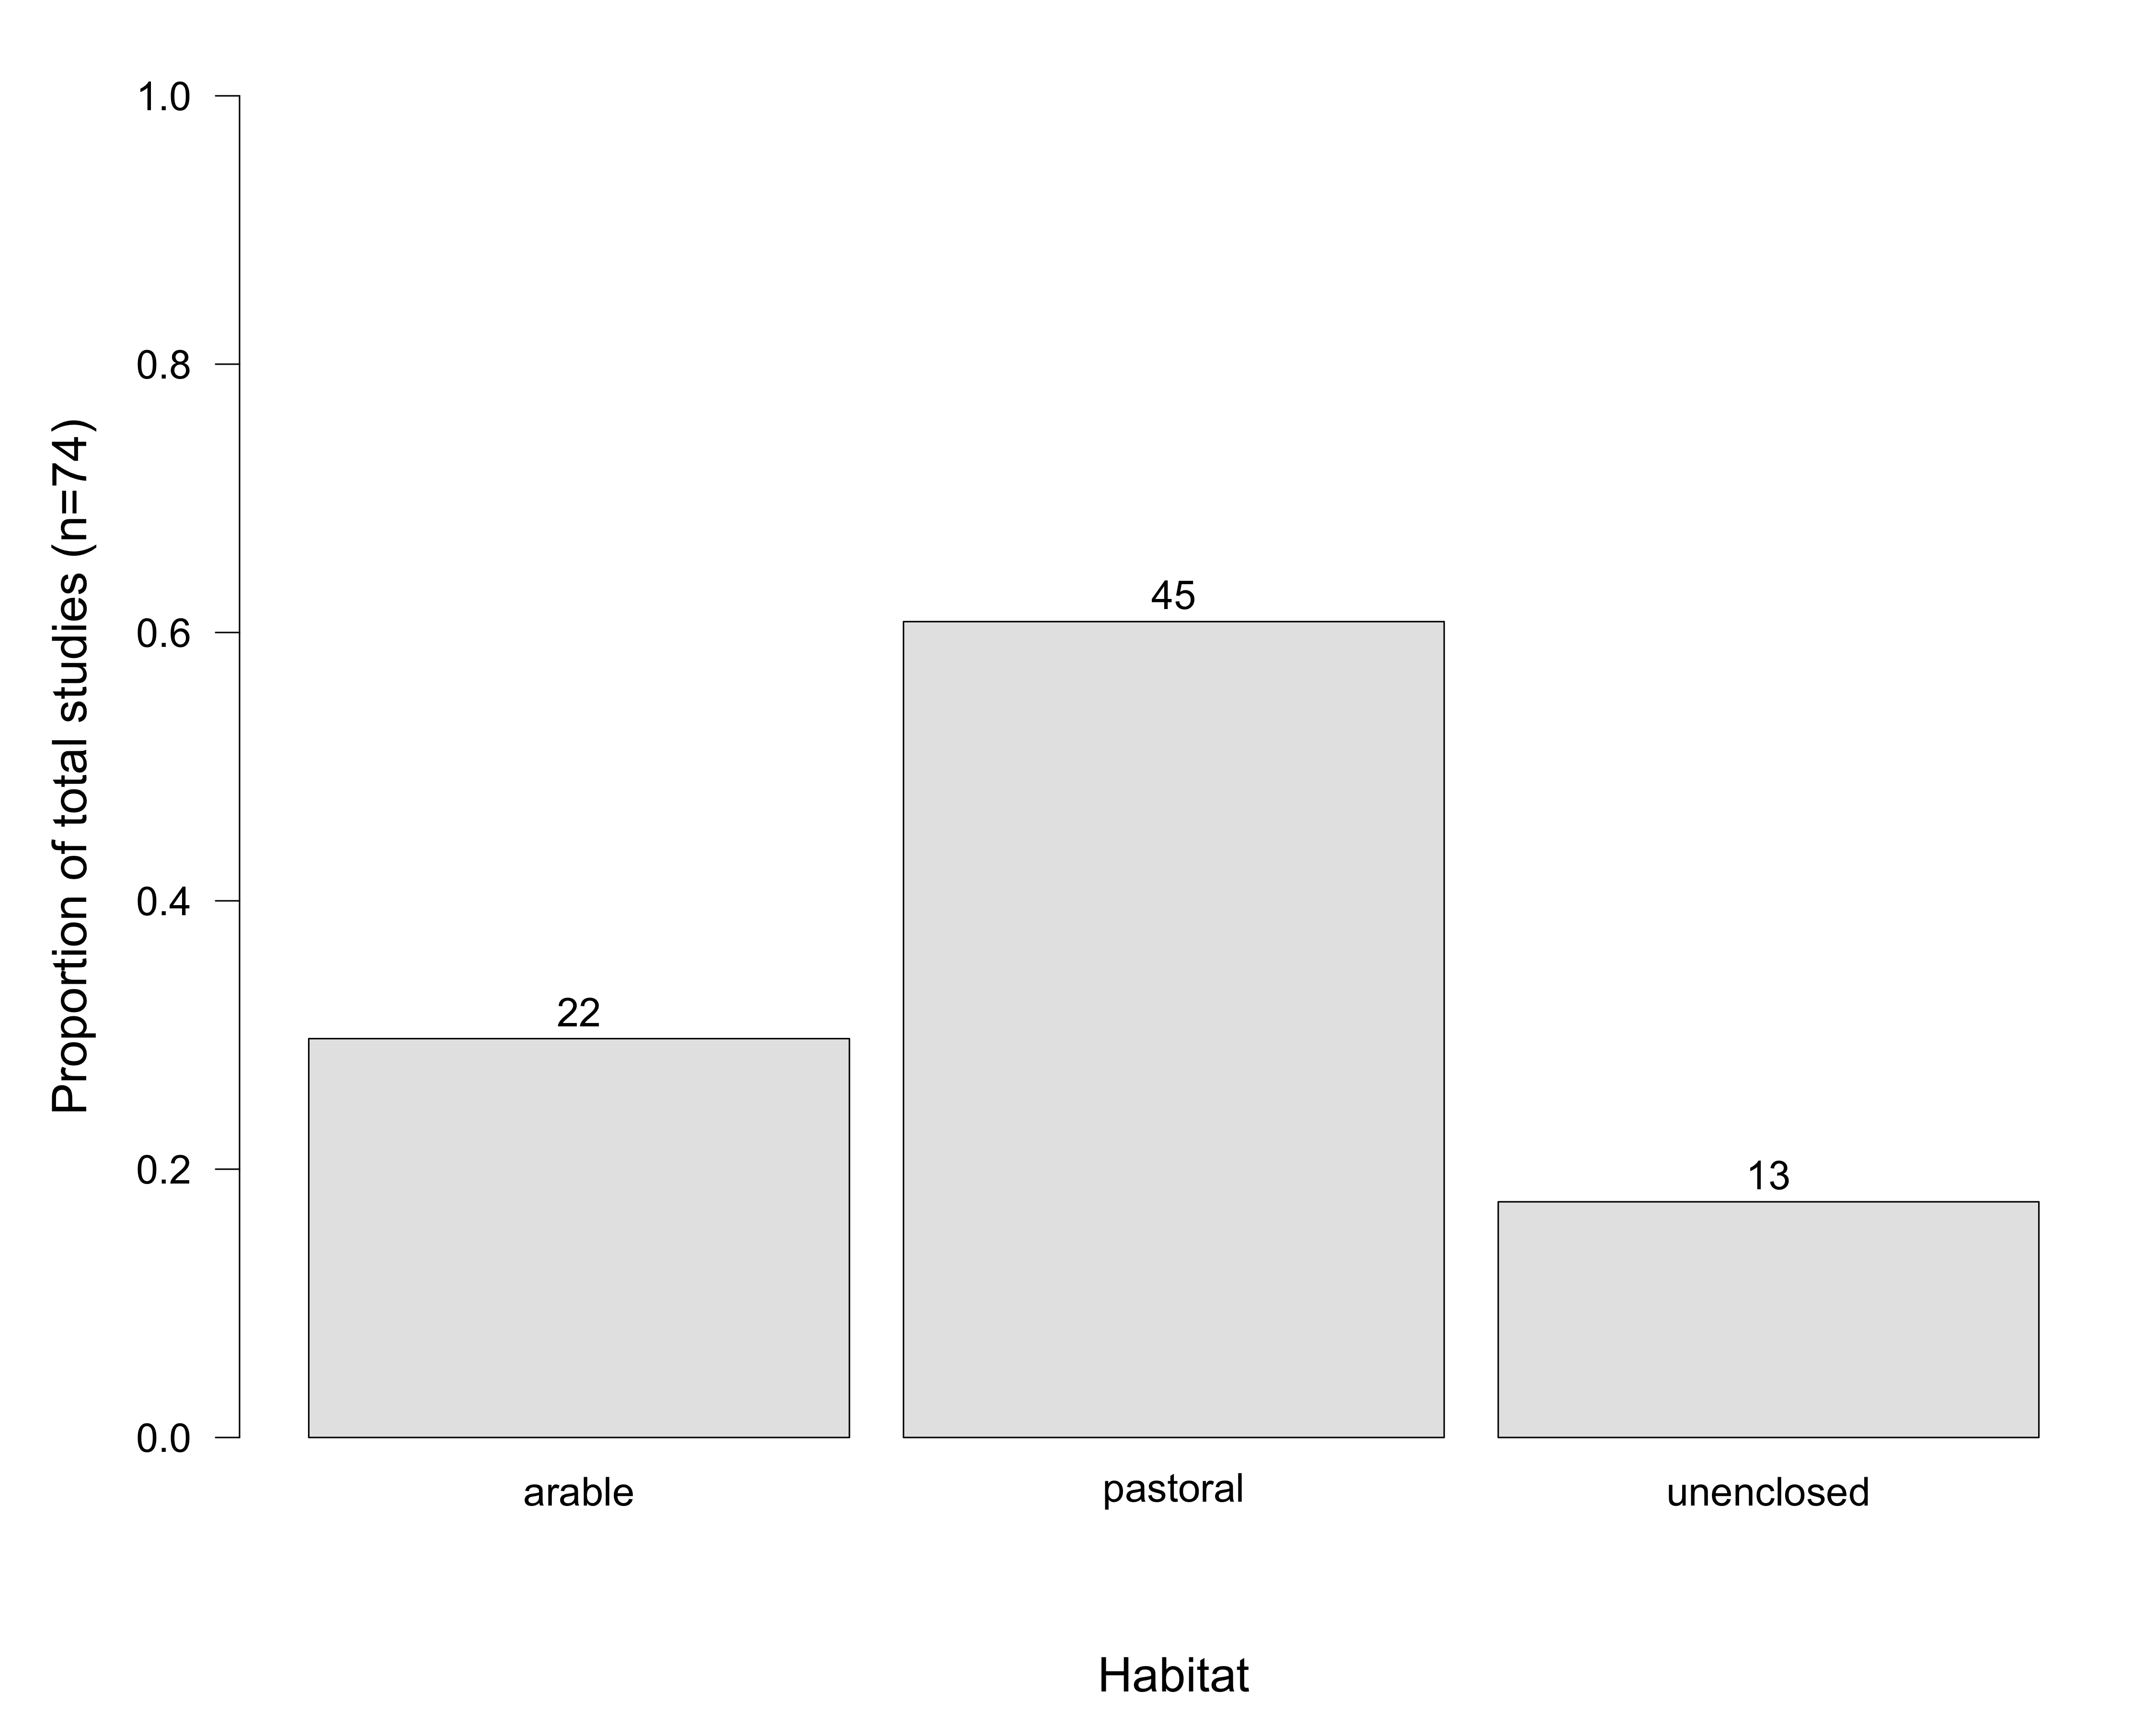 Proportion of total studies (n=74)
1.0
0.8
0.6
0.4
0.2
0.0
22
45
13
arable
pastoral
unenclosed
Habitat